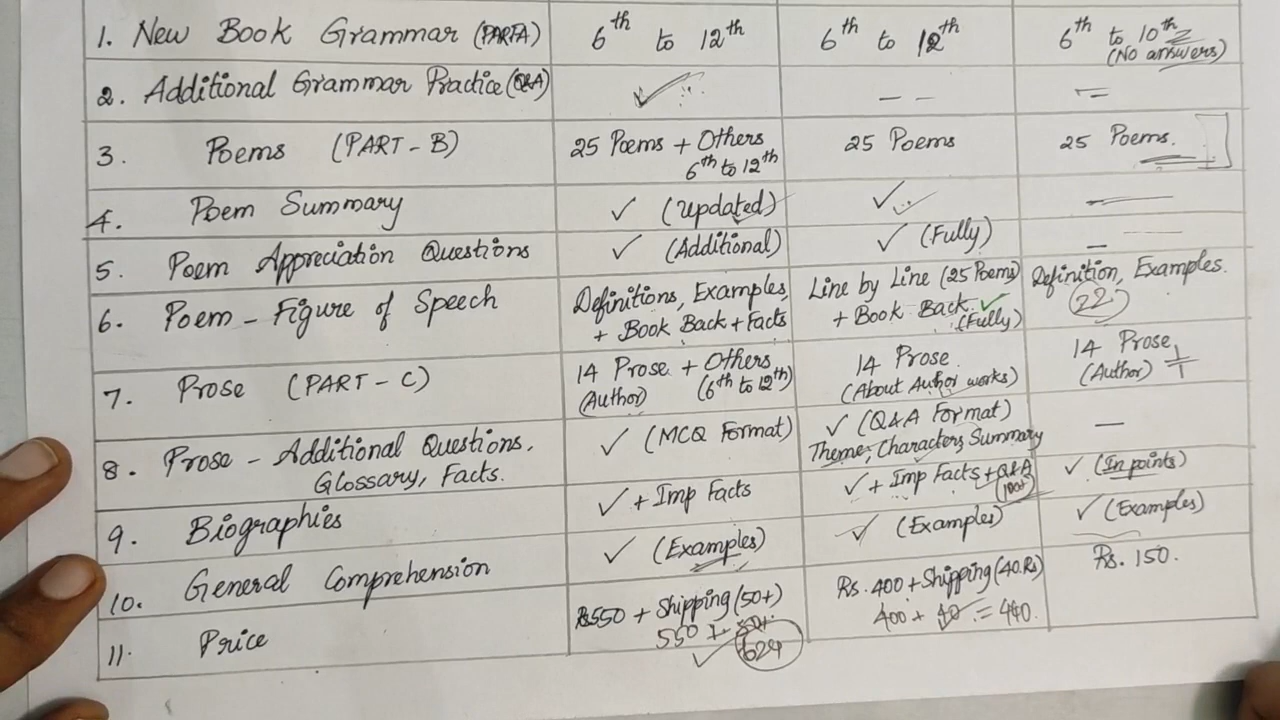 1. New Book Grammar (PART A) 6th to 12th 6th to 12th 6th to 10th
(No answers)
2. Additional Grammar Practice (Q&A) ✓ - - =
3. Poems (PART - B) 25 Poems + Others 25 Poems 25 Poems.
6th to 12th
4. Poem Summary ✓ (Updated) ✓ -
5. Poem Appreciation Questions ✓ (Additional) ✓ (Fully) -
6. Poem - Figure of Speech Definitions, Examples, Line by Line (25 Poems) Definition, Examples.
+ Book Back + Facts + Book Back ✓ (22)
(Fully)
7. Prose (PART - C) 14 Prose + Others 14 Prose 14 Prose
(Author) (6th to 12th) (About Author works) (Author) +
8. Prose - Additional Questions, ✓ (MCQ Format) ✓ (Q&A Format) -
Glossary, Facts. Theme, Characters Summary
9. Biographies ✓ + Imp Facts ✓ + Imp Facts + Q&A ✓ (In points)
10. General Comprehension ✓ (Examples) ✓ (Examples) ✓ (Examples)
11. Price Rs550 + Shipping (50+) Rs. 400 + Shipping (40.Rs) Rs. 150.
550 + 400 + 40 = 440.
✓